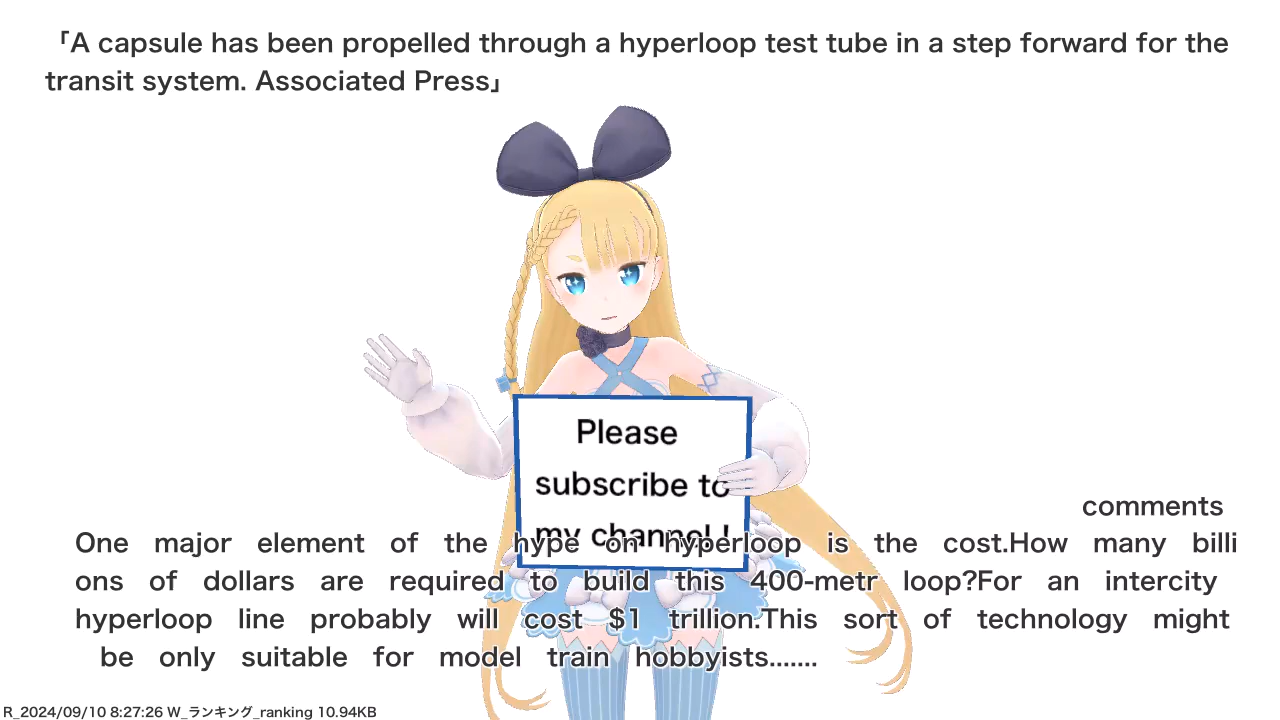 「A capsule has been propelled through a hyperloop test tube in a step forward for the
transit system. Associated Press」
Please
subscribe to
my channel !
comments
One major element of the hype on hyperloop is the cost.How many billi
ons of dollars are required to build this 400-metr loop?For an intercity
hyperloop line probably will cost $1 trillion.This sort of technology might
be only suitable for model train hobbyists.......
R_2024/09/10 8:27:26 W_ランキング_ranking 10.94KB